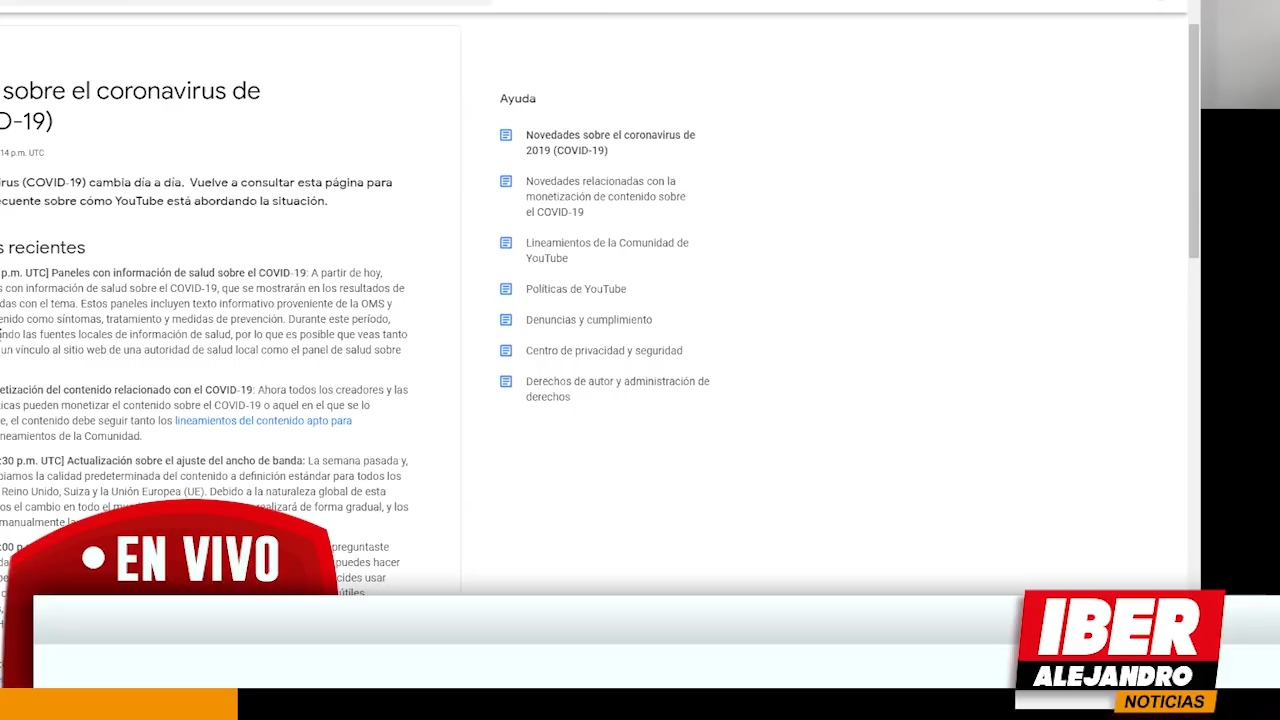 sobre el coronavirus de
D-19)
14 p.m. UTC
rus (COVID-19) cambia día a día. Vuelve a consultar esta página para
ecuente sobre cómo YouTube está abordando la situación.
s recientes
p.m. UTC] Paneles con información de salud sobre el COVID-19: A partir de hoy,
s con información de salud sobre el COVID-19, que se mostrarán en los resultados de
das con el tema. Estos paneles incluyen texto informativo proveniente de la OMS y
enido como síntomas, tratamiento y medidas de prevención. Durante este período,
ndo las fuentes locales de información de salud, por lo que es posible que veas tanto
un vínculo al sitio web de una autoridad de salud local como el panel de salud sobre
etización del contenido relacionado con el COVID-19: Ahora todos los creadores y las
ticas pueden monetizar el contenido sobre el COVID-19 o aquel en el que se lo
e, el contenido debe seguir tanto los lineamientos del contenido apto para
neamientos de la Comunidad.
:30 p.m. UTC] Actualización sobre el ajuste del ancho de banda: La semana pasada y,
biamos la calidad predeterminada del contenido a definición estándar para todos los
Reino Unido, Suiza y la Unión Europea (UE). Debido a la naturaleza global de esta
os el cambio en todo el alizará de forma gradual, y los
manualmente
:00 p preguntaste
puedes hacer
cides usar
útiles
Ayuda
Novedades sobre el coronavirus de
2019 (COVID-19)
Novedades relacionadas con la
monetización de contenido sobre
el COVID-19
Lineamientos de la Comunidad de
YouTube
Políticas de YouTube
Denuncias y cumplimiento
Centro de privacidad y seguridad
Derechos de autor y administración de
derechos
EN VIVO
IBER
ALEJANDRO
NOTICIAS